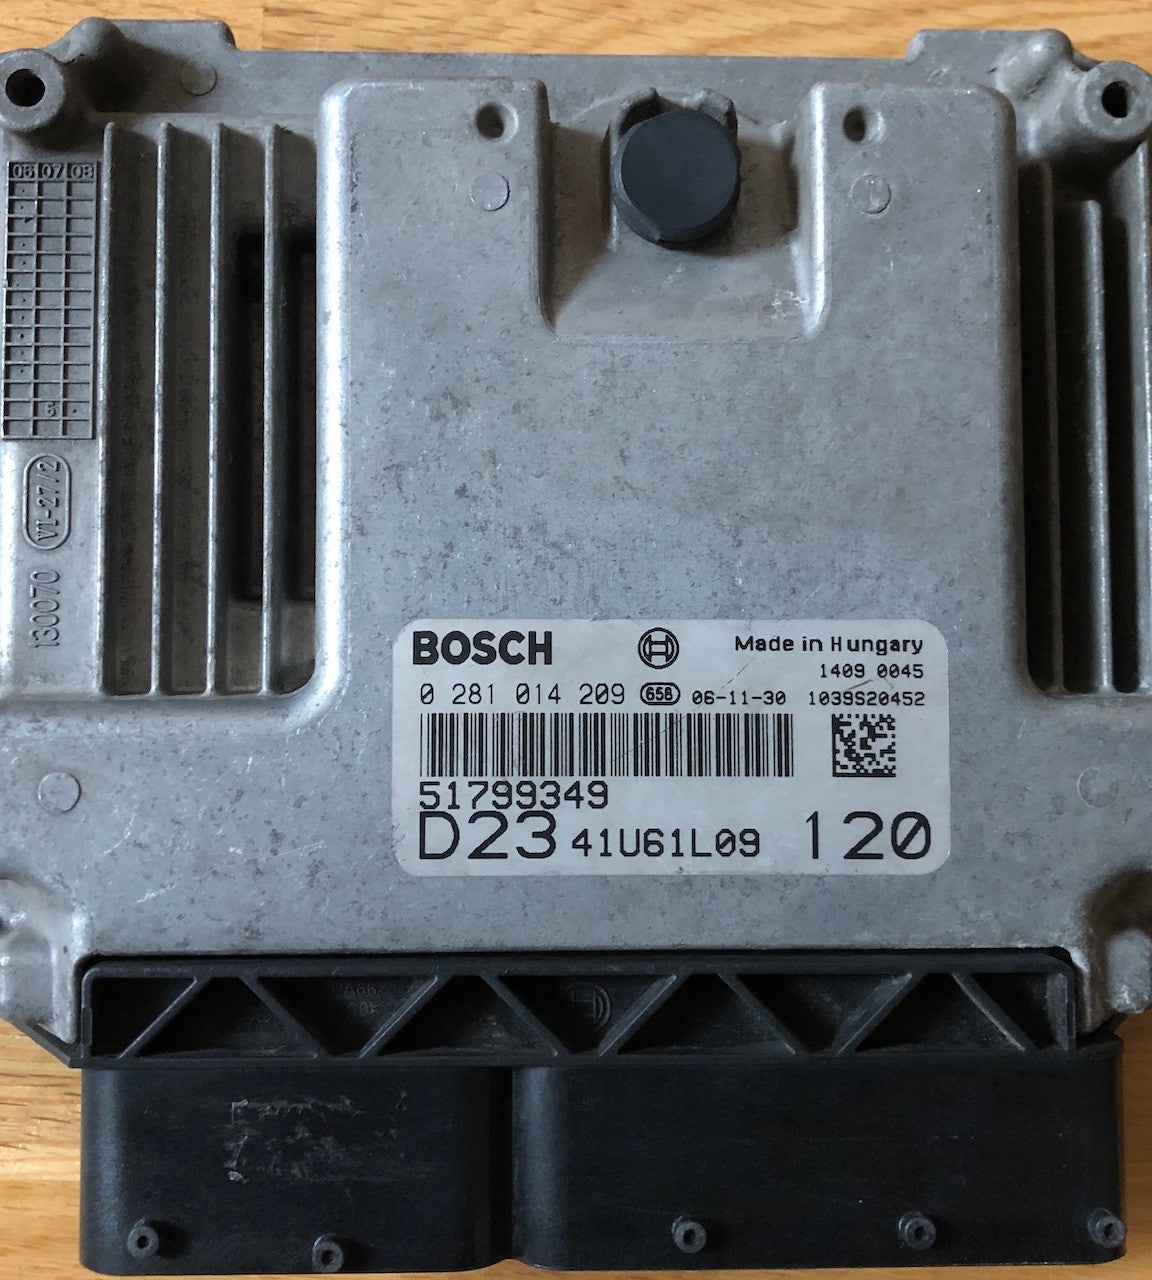 06 07 08
5
VL-27/2
130070
BOSCH Made in Hungary
1409 0045
0 281 014 209 658 06-11-30 1039S20452
51799349
D23 41U61L09 120